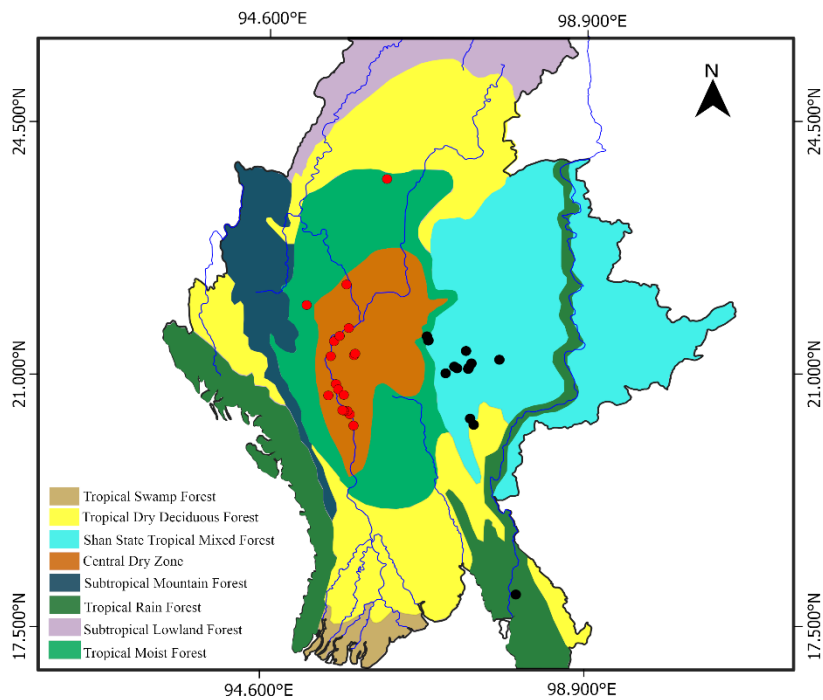 94.600°E 98.900°E
N
24.500°N 24.500°N
21.000°N 21.000°N
Tropical Swamp Forest
Tropical Dry Deciduous Forest
Shan State Tropical Mixed Forest
Central Dry Zone
Subtropical Mountain Forest
Tropical Rain Forest
Subtropical Lowland Forest
Tropical Moist Forest
17.500°N 17.500°N
94.600°E 98.900°E